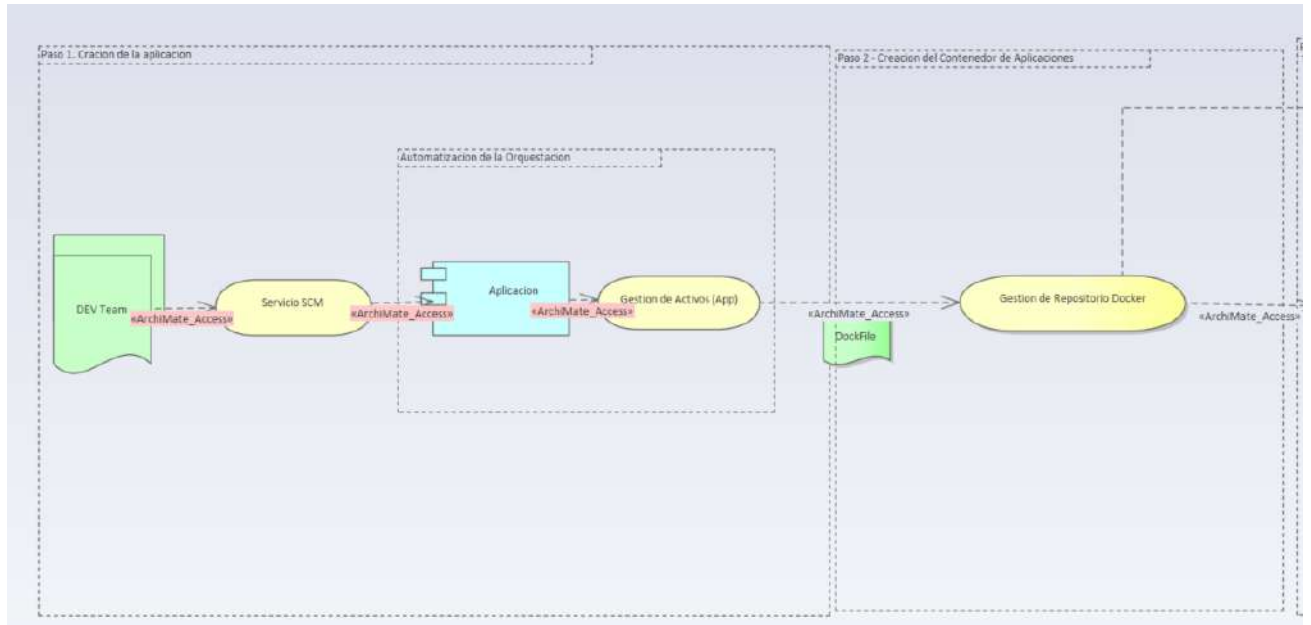 Paso 1. Cracion de la aplicacion
Paso 2 - Creacion del Contenedor de Aplicaciones
Automatizacion de la Orquestacion
DEV Team
«ArchiMate_Access»
Servicio SCM
«ArchiMate_Access»
Aplicacion
«ArchiMate_Access»
Gestion de Activos (App)
«ArchiMate_Access»
DockFile
Gestion de Repositorio Docker
«ArchiMate_Access»